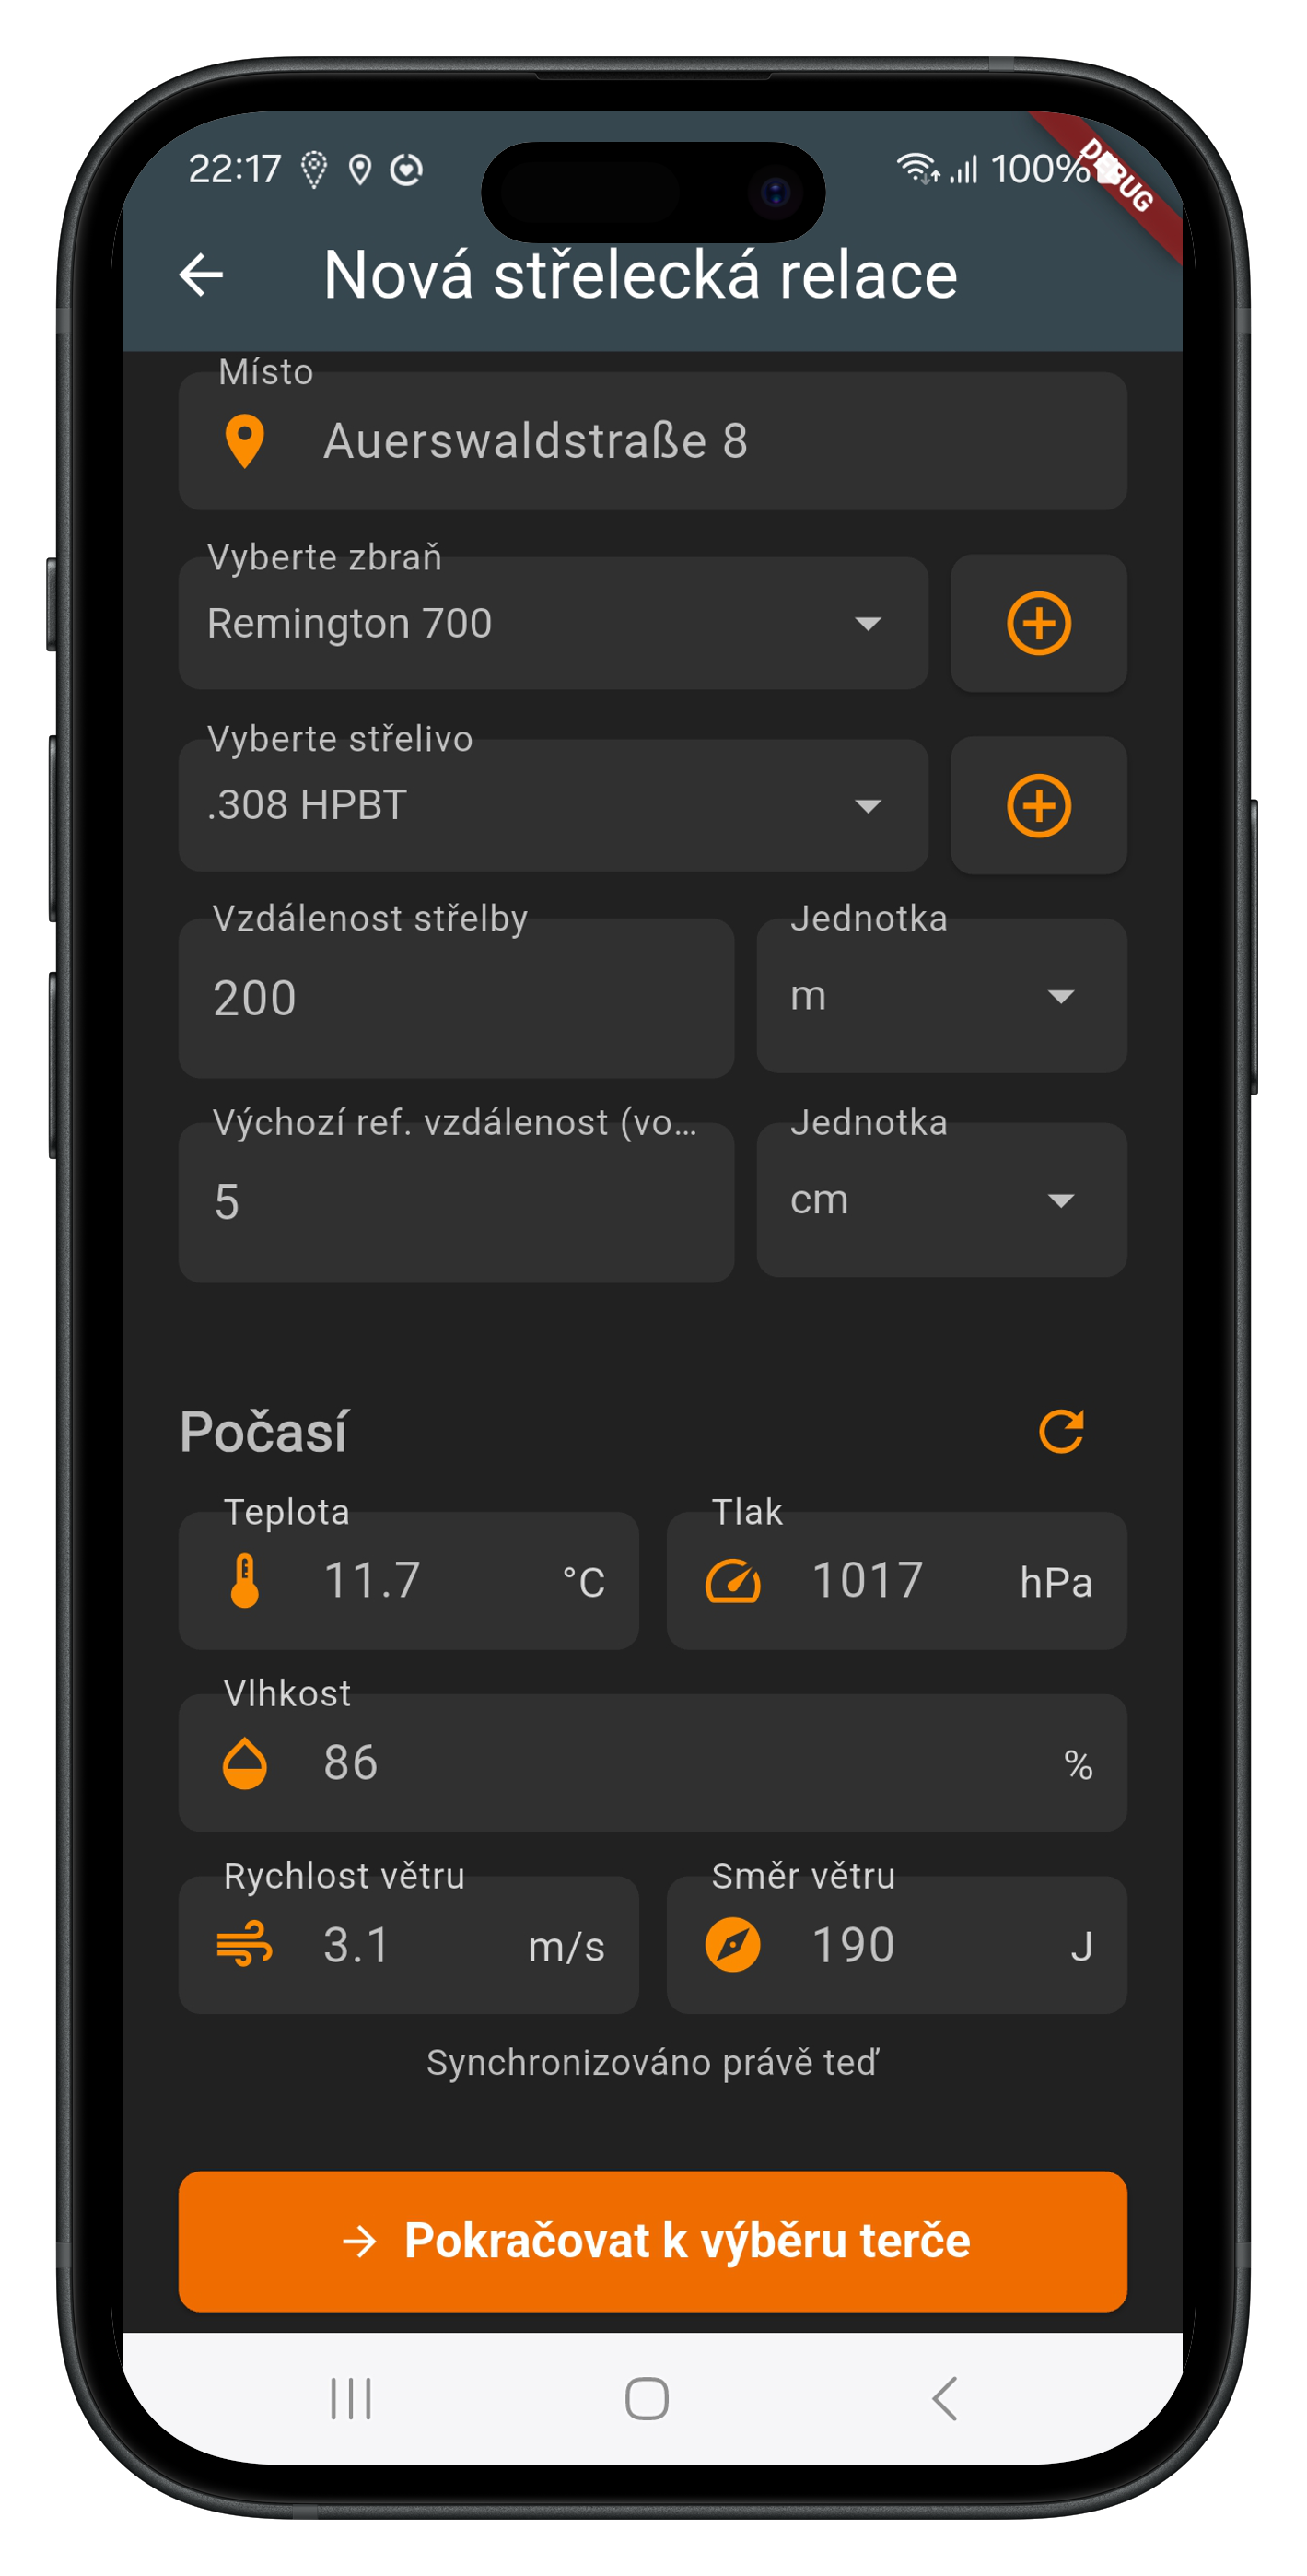 22:17 100%
DEBUG
Nová střelecká relace
Místo
Auerswaldstraße 8
Vyberte zbraň
Remington 700
Vyberte střelivo
.308 HPBT
Vzdálenost střelby Jednotka
200 m
Výchozí ref. vzdálenost (vo... Jednotka
5 cm
Počasí
Teplota Tlak
11.7 °C 1017 hPa
Vlhkost
86 %
Rychlost větru Směr větru
3.1 m/s 190 J
Synchronizováno právě teď
→ Pokračovat k výběru terče